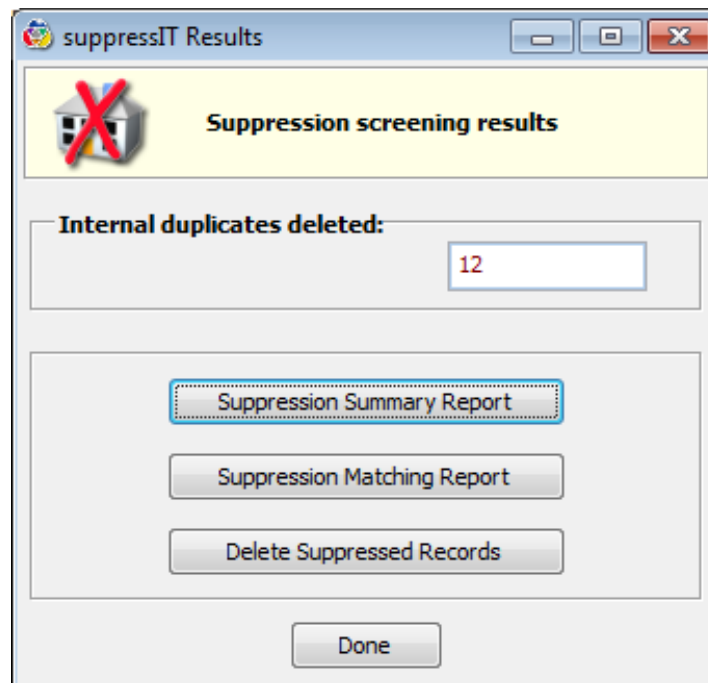 suppressIT Results
Suppression screening results
Internal duplicates deleted:
12
Suppression Summary Report
Suppression Matching Report
Delete Suppressed Records
Done